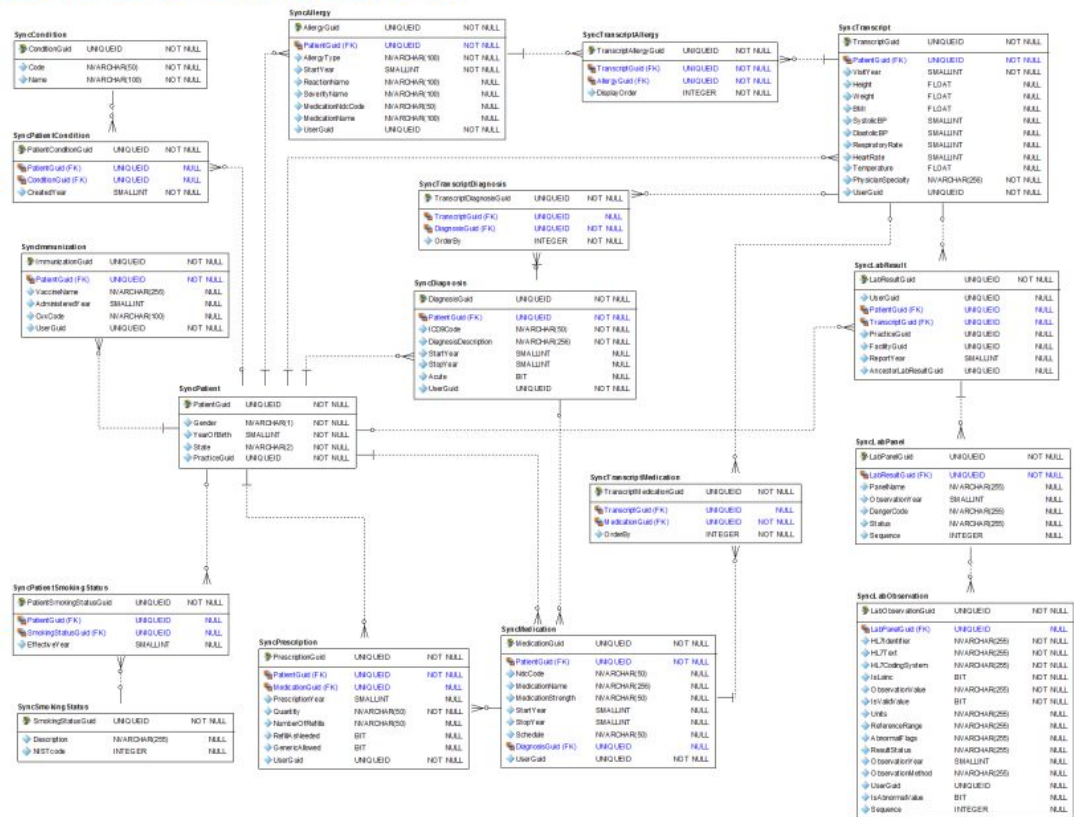 SyncCondition
ConditionGuid UNIQUEID NOT NULL
Code NVARCHAR(50) NOT NULL
Name NVARCHAR(100) NOT NULL
SyncPatientCondition
PatientConditionGuid UNIQUEID NOT NULL
PatientGuid (FK) UNIQUEID NULL
ConditionGuid (FK) UNIQUEID NULL
CreatedYear SMALLINT NOT NULL
SyncImmunization
ImmunizationGuid UNIQUEID NOT NULL
PatientGuid (FK) UNIQUEID NOT NULL
VaccineName NVARCHAR(255) NULL
AdministeredYear SMALLINT NULL
CvxCode NVARCHAR(100) NULL
UserGuid UNIQUEID NOT NULL
SyncPatient
PatientGuid UNIQUEID NOT NULL
Gender NVARCHAR(1) NOT NULL
YearOfBirth SMALLINT NOT NULL
State NVARCHAR(2) NOT NULL
PracticeGuid UNIQUEID NOT NULL
SyncPatientSmokingStatus
PatientSmokingStatusGuid UNIQUEID NOT NULL
PatientGuid (FK) UNIQUEID NULL
SmokingStatusGuid (FK) UNIQUEID NULL
EffectiveYear SMALLINT NULL
SyncSmokingStatus
SmokingStatusGuid UNIQUEID NOT NULL
Description NVARCHAR(255) NULL
NISTcode INTEGER NULL
SyncAllergy
AllergyGuid UNIQUEID NOT NULL
PatientGuid (FK) UNIQUEID NOT NULL
AllergyType NVARCHAR(100) NOT NULL
StartYear SMALLINT NOT NULL
ReactionName NVARCHAR(100) NULL
SeverityName NVARCHAR(100) NULL
MedicationNdcCode NVARCHAR(50) NULL
MedicationName NVARCHAR(100) NULL
UserGuid UNIQUEID NOT NULL
SyncTranscriptAllergy
TranscriptAllergyGuid UNIQUEID NOT NULL
TranscriptGuid (FK) UNIQUEID NOT NULL
AllergyGuid (FK) UNIQUEID NOT NULL
DisplayOrder INTEGER NOT NULL
SyncTranscript
TranscriptGuid UNIQUEID NOT NULL
PatientGuid (FK) UNIQUEID NOT NULL
VisitYear SMALLINT NOT NULL
Height FLOAT NULL
Weight FLOAT NULL
BMI FLOAT NULL
SystolicBP SMALLINT NULL
DiastolicBP SMALLINT NULL
RespiratoryRate SMALLINT NULL
HeartRate SMALLINT NULL
Temperature FLOAT NULL
PhysicianSpecialty NVARCHAR(256) NOT NULL
UserGuid UNIQUEID NOT NULL
SyncTranscriptDiagnosis
TranscriptDiagnosisGuid UNIQUEID NOT NULL
TranscriptGuid (FK) UNIQUEID NULL
DiagnosisGuid (FK) UNIQUEID NOT NULL
OrderBy INTEGER NOT NULL
SyncDiagnosis
DiagnosisGuid UNIQUEID NOT NULL
PatientGuid (FK) UNIQUEID NOT NULL
ICD9Code NVARCHAR(50) NOT NULL
DiagnosisDescription NVARCHAR(256) NOT NULL
StartYear SMALLINT NULL
StopYear SMALLINT NULL
Acute BIT NULL
UserGuid UNIQUEID NOT NULL
SyncLabResult
LabResultGuid UNIQUEID NOT NULL
UserGuid UNIQUEID NULL
PatientGuid (FK) UNIQUEID NULL
TranscriptGuid (FK) UNIQUEID NULL
PracticeGuid UNIQUEID NULL
FacilityGuid UNIQUEID NULL
ReportYear SMALLINT NULL
AncestorLabResultGuid UNIQUEID NULL
SyncLabPanel
LabPanelGuid UNIQUEID NOT NULL
LabResultGuid (FK) UNIQUEID NOT NULL
PanelName NVARCHAR(255) NULL
ObservationYear SMALLINT NULL
DangerCode NVARCHAR(255) NULL
Status NVARCHAR(255) NULL
Sequence INTEGER NULL
SyncTranscriptMedication
TranscriptMedicationGuid UNIQUEID NOT NULL
TranscriptGuid (FK) UNIQUEID NULL
MedicationGuid (FK) UNIQUEID NOT NULL
OrderBy INTEGER NOT NULL
SyncPrescription
PrescriptionGuid UNIQUEID NOT NULL
PatientGuid (FK) UNIQUEID NOT NULL
MedicationGuid (FK) UNIQUEID NULL
PrescriptionYear SMALLINT NULL
Quantity NVARCHAR(50) NOT NULL
NumberOfRefills NVARCHAR(50) NULL
RefillAsNeeded BIT NULL
GenericAllowed BIT NULL
UserGuid UNIQUEID NOT NULL
SyncMedication
MedicationGuid UNIQUEID NOT NULL
PatientGuid (FK) UNIQUEID NOT NULL
NdcCode NVARCHAR(50) NULL
MedicationName NVARCHAR(256) NULL
MedicationStrength NVARCHAR(50) NULL
StartYear SMALLINT NULL
StopYear SMALLINT NULL
Schedule NVARCHAR(50) NULL
DiagnosisGuid (FK) UNIQUEID NULL
UserGuid UNIQUEID NOT NULL
SyncLabObservation
LabObservationGuid UNIQUEID NOT NULL
LabPanelGuid (FK) UNIQUEID NULL
HL7Identifier NVARCHAR(255) NOT NULL
HL7Text NVARCHAR(255) NOT NULL
HL7CodingSystem NVARCHAR(255) NOT NULL
IsLoinc BIT NOT NULL
ObservationValue NVARCHAR(255) NOT NULL
IsValidValue BIT NOT NULL
Units NVARCHAR(255) NULL
ReferenceRange NVARCHAR(255) NULL
AbnormalFlags NVARCHAR(255) NULL
ResultStatus NVARCHAR(255) NULL
ObservationYear SMALLINT NULL
ObservationMethod NVARCHAR(255) NULL
UserGuid UNIQUEID NULL
IsAbnormalValue BIT NULL
Sequence INTEGER NULL